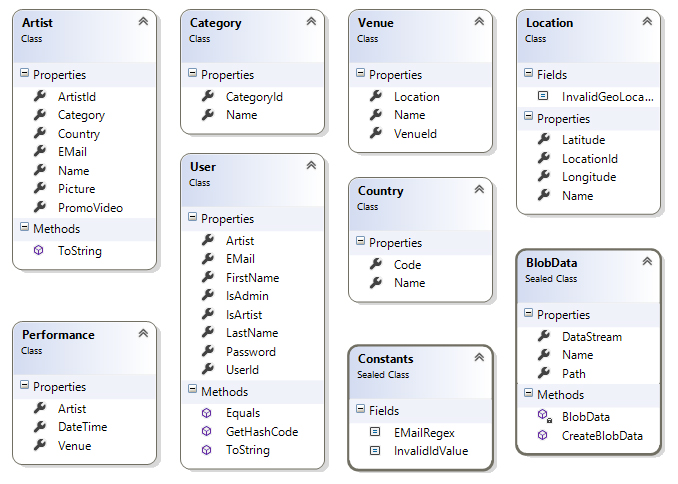 Artist
Class
Properties
ArtistId
Category
Country
EMail
Name
Picture
PromoVideo
Methods
ToString
Category
Class
Properties
CategoryId
Name
Venue
Class
Properties
Location
Name
VenueId
Location
Class
Fields
InvalidGeoLoca...
Properties
Latitude
LocationId
Longitude
Name
User
Class
Properties
Artist
EMail
FirstName
IsAdmin
IsArtist
LastName
Password
UserId
Methods
Equals
GetHashCode
ToString
Country
Class
Properties
Code
Name
BlobData
Sealed Class
Properties
DataStream
Name
Path
Methods
BlobData
CreateBlobData
Performance
Class
Properties
Artist
DateTime
Venue
Constants
Sealed Class
Fields
EMailRegex
InvalidIdValue